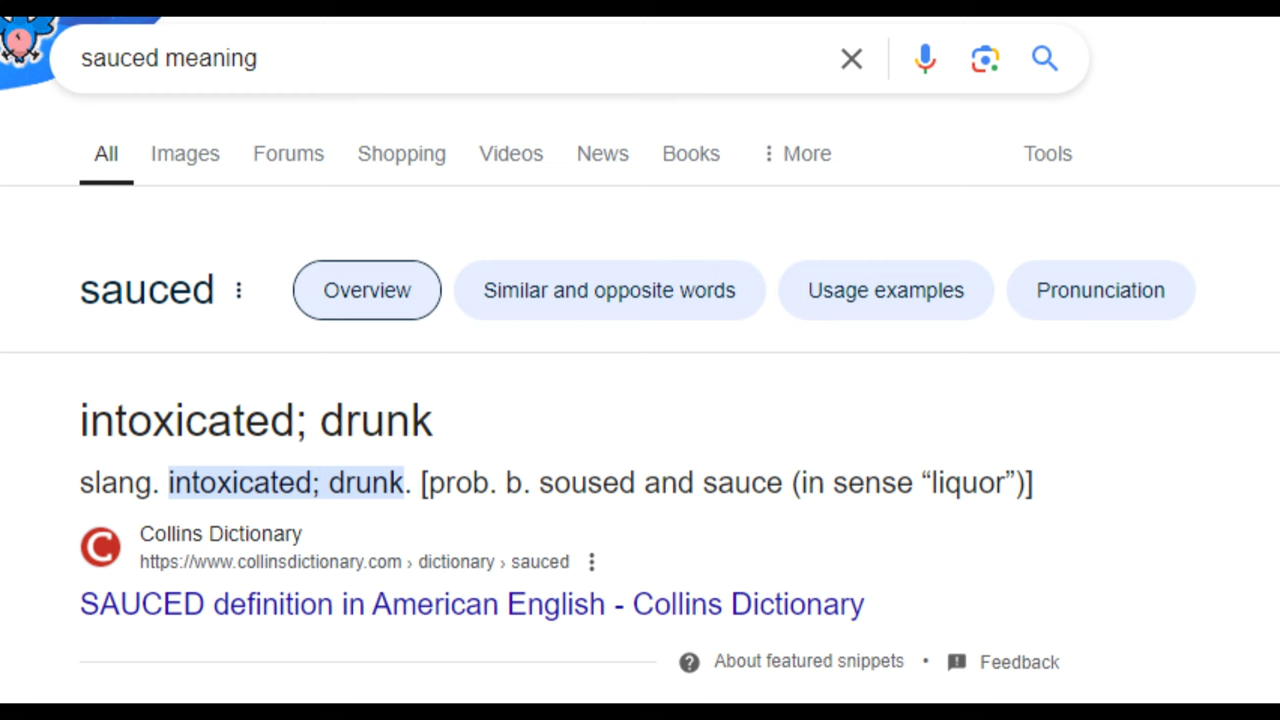 sauced meaning
All Images Forums Shopping Videos News Books More Tools
sauced Overview Similar and opposite words Usage examples Pronunciation
intoxicated; drunk
slang. intoxicated; drunk. [prob. b. soused and sauce (in sense “liquor”)]
Collins Dictionary
https://www.collinsdictionary.com › dictionary › sauced
SAUCED definition in American English - Collins Dictionary
About featured snippets • Feedback